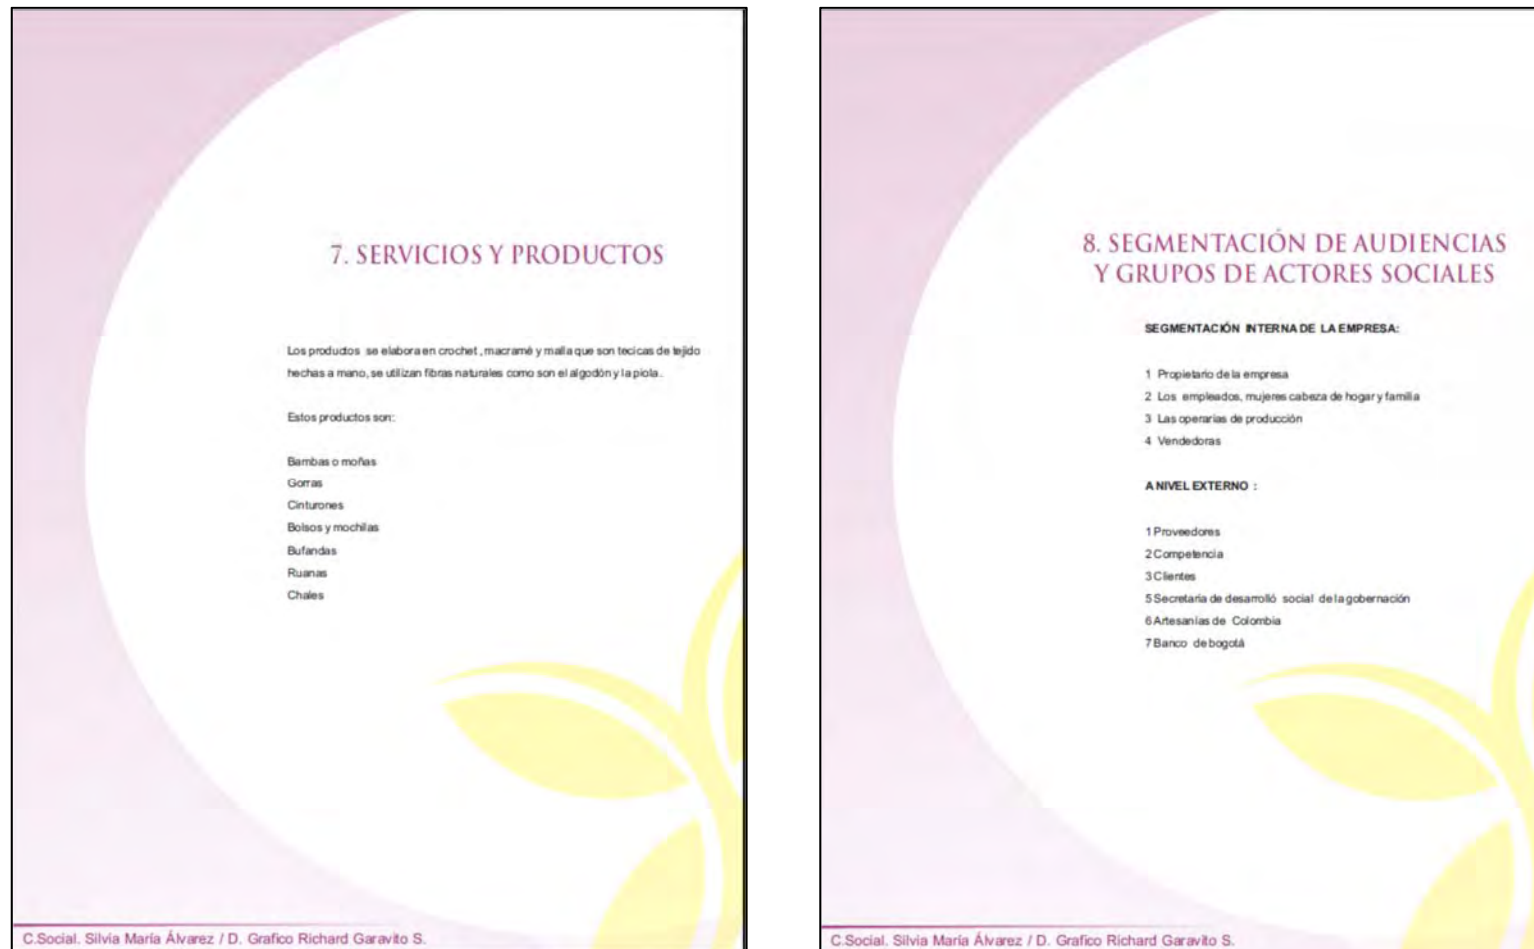 7. SERVICIOS Y PRODUCTOS
Los productos se elabora en crochet , macramé y malla que son tecicas de tejido
hechas a mano, se utilizan fibras naturales como son el algodón y la piola.
Estos productos son:
Bambas o moñas
Gorras
Cinturones
Bolsos y mochilas
Bufandas
Ruanas
Chales
C.Social. Silvia María Álvarez / D. Grafico Richard Garavito S.
8. SEGMENTACIÓN DE AUDIENCIAS
Y GRUPOS DE ACTORES SOCIALES
SEGMENTACIÓN INTERNA DE LA EMPRESA:
1 Propietario de la empresa
2 Los empleados, mujeres cabeza de hogar y familia
3 Las operarias de producción
4 Vendedoras
A NIVEL EXTERNO :
1 Proveedores
2 Competencia
3 Clientes
5 Secretaria de desarrolló social de la gobernación
6 Artesanías de Colombia
7 Banco de bogotá
C.Social. Silvia María Álvarez / D. Grafico Richard Garavito S.